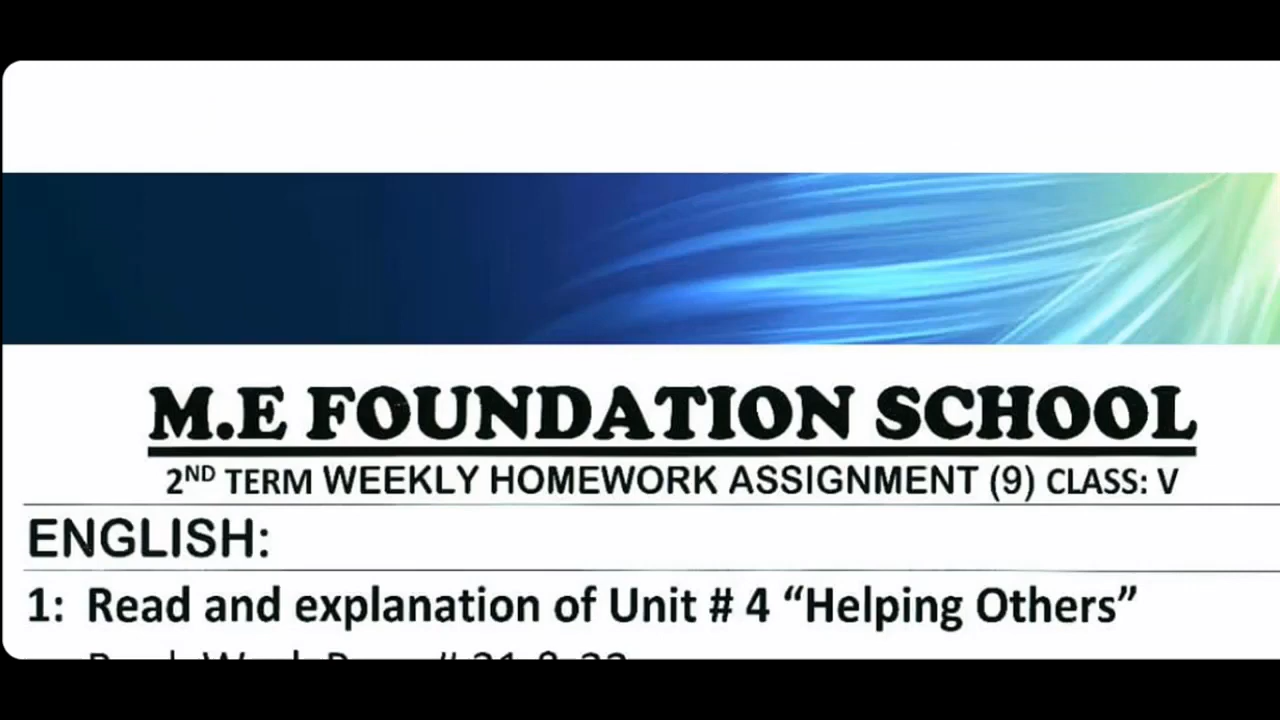 M.E FOUNDATION SCHOOL
2ND TERM WEEKLY HOMEWORK ASSIGNMENT (9) CLASS: V
ENGLISH:
1: Read and explanation of Unit # 4 “Helping Others”